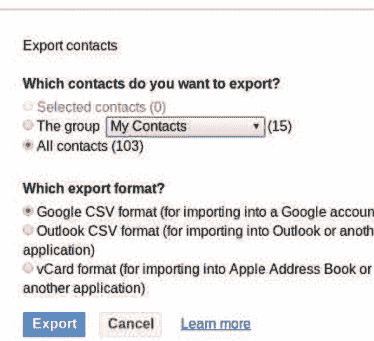 Export contacts
Which contacts do you want to export?
Selected contacts (0)
The group My Contacts (15)
All contacts (103)
Which export format?
Google CSV format (for importing into a Google accoun
Outlook CSV format (for importing into Outlook or anoth
application)
vCard format (for importing into Apple Address Book or
another application)
Export Cancel Learn more